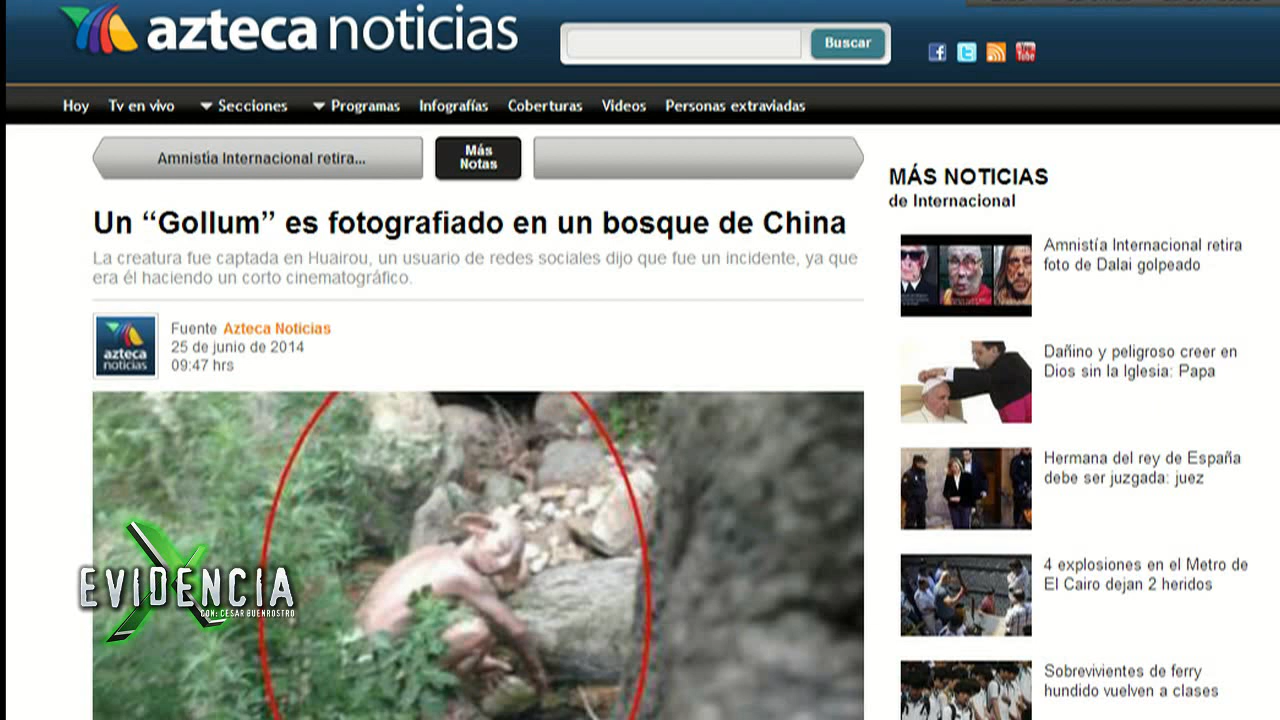 azteca noticias
Buscar
Hoy
Tv en vivo
Secciones
Programas
Infografías
Coberturas
Videos
Personas extraviadas
Amnistía Internacional retira...
Más
Notas
Un “Gollum” es fotografiado en un bosque de China
La creatura fue captada en Huairou, un usuario de redes sociales dijo que fue un incidente, ya que
era él haciendo un corto cinematográfico.
azteca
noticias
Fuente Azteca Noticias
25 de junio de 2014
09:47 hrs
EVIDENCIA
X
CON: CESAR BUENROSTRO
MÁS NOTICIAS
de Internacional
Amnistía Internacional retira
foto de Dalai golpeado
Dañino y peligroso creer en
Dios sin la Iglesia: Papa
Hermana del rey de España
debe ser juzgada: juez
4 explosiones en el Metro de
El Cairo dejan 2 heridos
Sobrevivientes de ferry
hundido vuelven a clases